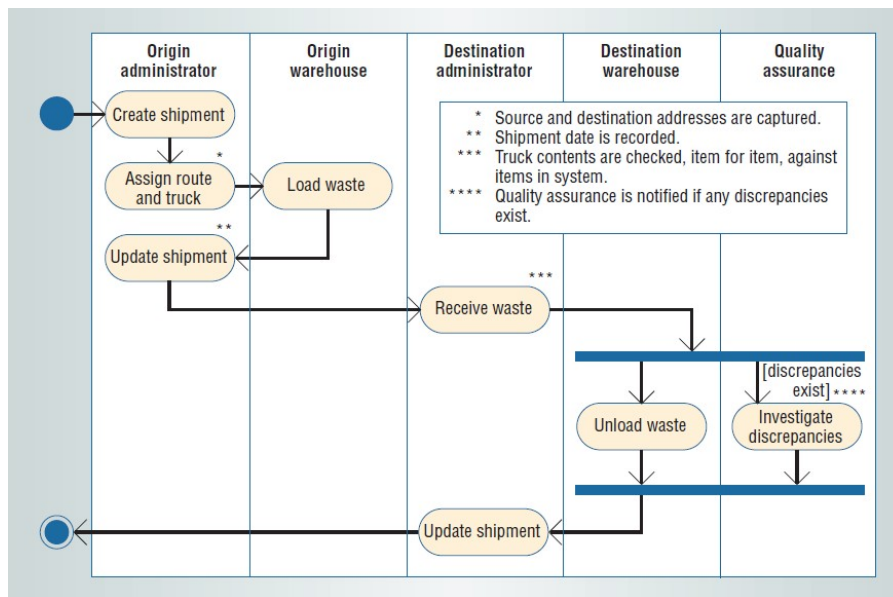 Origin
administrator
Origin
warehouse
Destination
administrator
Destination
warehouse
Quality
assurance
* Source and destination addresses are captured.
** Shipment date is recorded.
*** Truck contents are checked, item for item, against
items in system.
**** Quality assurance is notified if any discrepancies
exist.
Create shipment
*
Assign route
and truck
Load waste
**
Update shipment
***
Receive waste
[discrepancies
exist] ****
Unload waste
Investigate
discrepancies
Update shipment